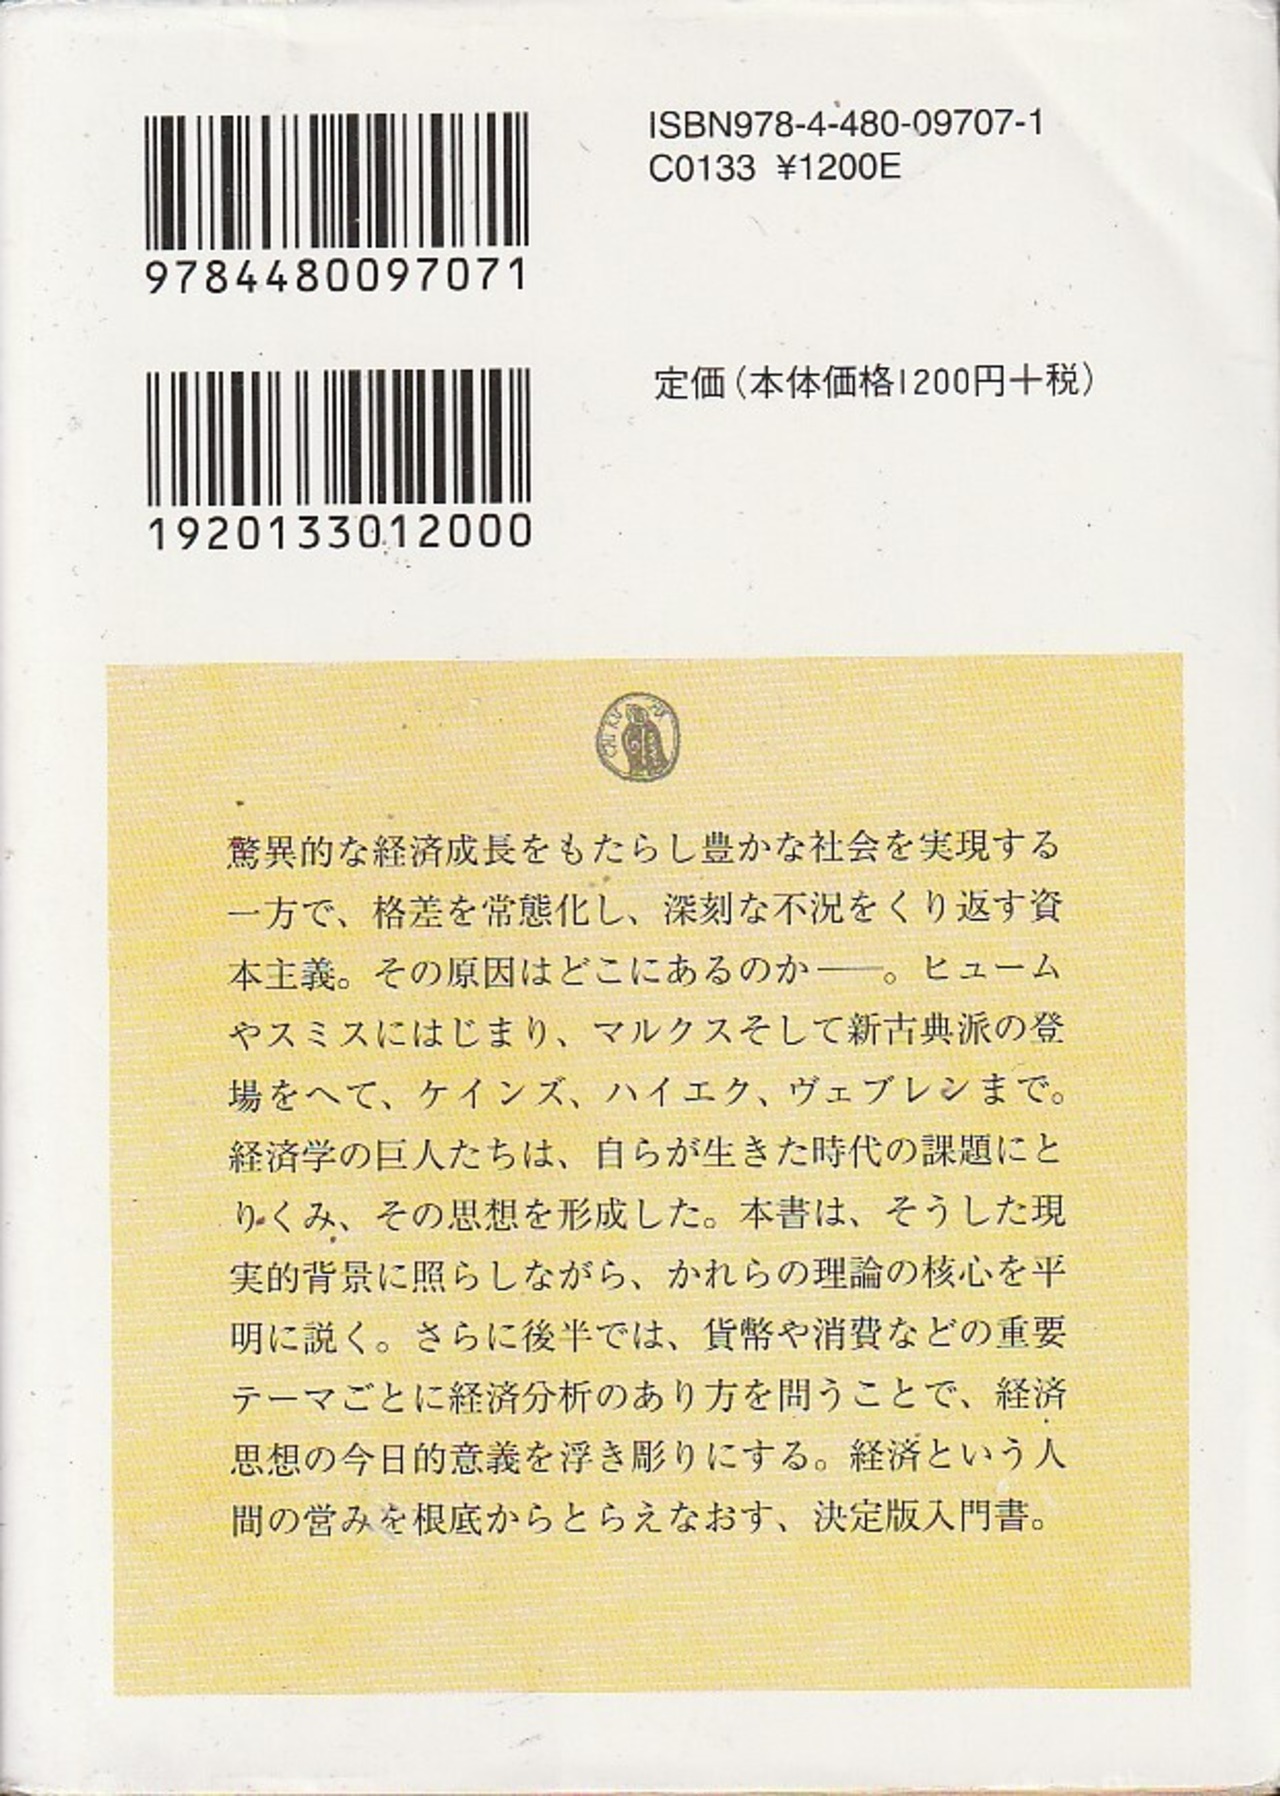 ISBN978-4-480-09707-1
C0133 ¥1200E
9784480097071
定価(本体価格1200円+税)
1920133012000
驚異的な経済成長をもたらし豊かな社会を実現する
一方で、格差を常態化し、深刻な不況をくり返す資
本主義。その原因はどこにあるのか――。ヒューム
やスミスにはじまり、マルクスそして新古典派の登
場をへて、ケインズ、ハイエク、ヴェブレンまで。
経済学の巨人たちは、自らが生きた時代の課題にと
りくみ、その思想を形成した。本書は、そうした現
実的背景に照らしながら、かれらの理論の核心を平
明に説く。さらに後半では、貨幣や消費などの重要
テーマごとに経済分析のあり方を問うことで、経済
思想の今日的意義を浮き彫りにする。経済という人
間の営みを根底からとらえなおす、決定版入門書。